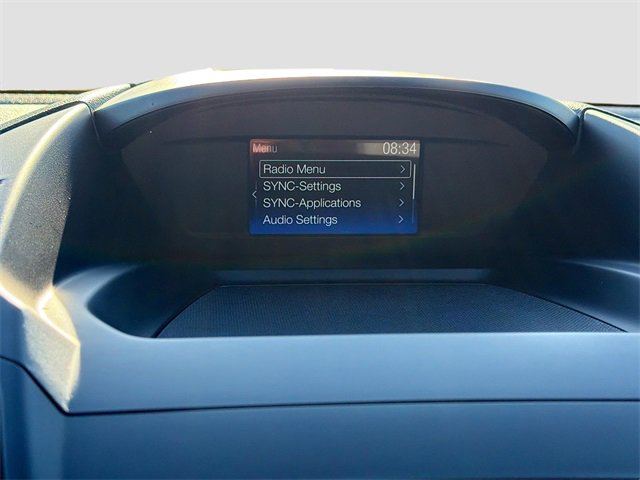 Menu 08:34
Radio Menu
SYNC-Settings
SYNC-Applications
Audio Settings